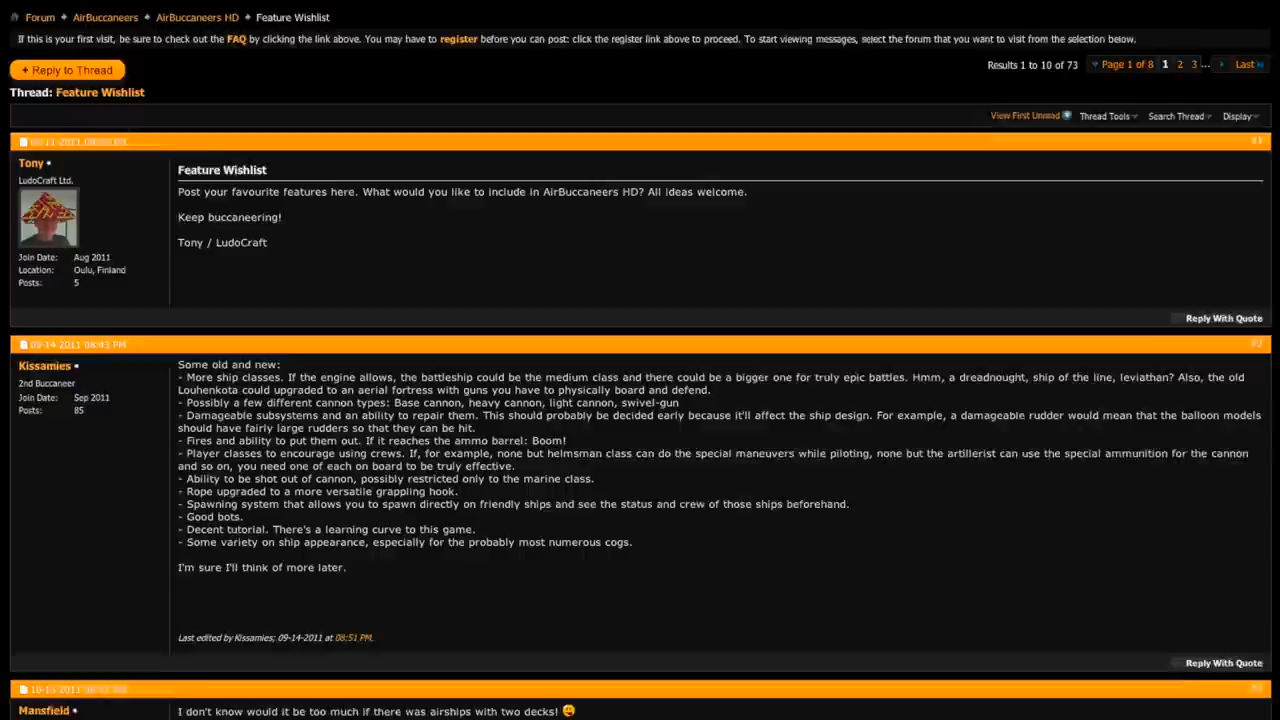 Forum AirBuccaneers AirBuccaneers HD Feature Wishlist
If this is your first visit, be sure to check out the FAQ by clicking the link above. You may have to register before you can post: click the register link above to proceed. To start viewing messages, select the forum that you want to visit from the selection below.
+ Reply to Thread
Results 1 to 10 of 73 Page 1 of 8 1 2 3 ... Last
Thread: Feature Wishlist
View First Unread Thread Tools Search Thread Display
#1
Tony
LudoCraft Ltd.
Join Date: Aug 2011
Location: Oulu, Finland
Posts: 5
Feature Wishlist
Post your favourite features here. What would you like to include in AirBuccaneers HD? All ideas welcome.
Keep buccaneering!
Tony / LudoCraft
Reply With Quote
09-14-2011 08:43 PM #2
Kissamies
2nd Buccaneer
Join Date: Sep 2011
Posts: 85
Some old and new:
- More ship classes. If the engine allows, the battleship could be the medium class and there could be a bigger one for truly epic battles. Hmm, a dreadnought, ship of the line, leviathan? Also, the old
Louhenkota could upgraded to an aerial fortress with guns you have to physically board and defend.
- Possibly a few different cannon types: Base cannon, heavy cannon, light cannon, swivel-gun
- Damageable subsystems and an ability to repair them. This should probably be decided early because it'll affect the ship design. For example, a damageable rudder would mean that the balloon models
should have fairly large rudders so that they can be hit.
- Fires and ability to put them out. If it reaches the ammo barrel: Boom!
- Player classes to encourage using crews. If, for example, none but helmsman class can do the special maneuvers while piloting, none but the artillerist can use the special ammunition for the cannon
and so on, you need one of each on board to be truly effective.
- Ability to be shot out of cannon, possibly restricted only to the marine class.
- Rope upgraded to a more versatile grappling hook.
- Spawning system that allows you to spawn directly on friendly ships and see the status and crew of those ships beforehand.
- Good bots.
- Decent tutorial. There's a learning curve to this game.
- Some variety on ship appearance, especially for the probably most numerous cogs.
I'm sure I'll think of more later.
Last edited by Kissamies; 09-14-2011 at 08:51 PM.
Reply With Quote
Mansfield
I don't know would it be too much if there was airships with two decks!